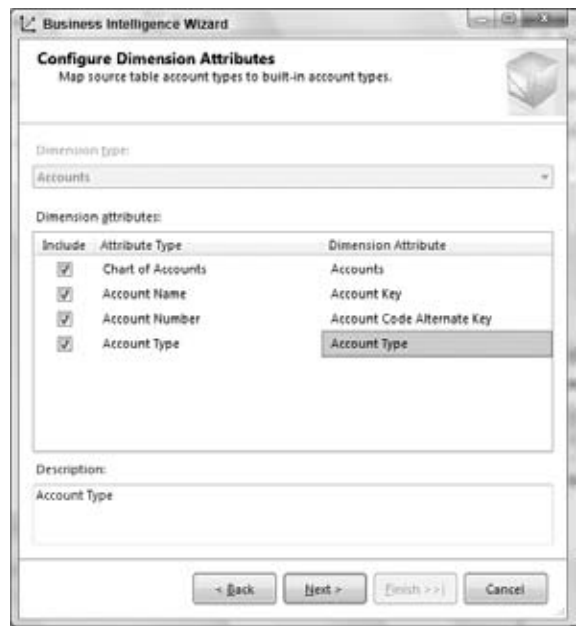 Business Intelligence Wizard
Configure Dimension Attributes
Map source table account types to built-in account types.
Dimension type:
Accounts
Dimension attributes:
Include Attribute Type Dimension Attribute
Chart of Accounts Accounts
Account Name Account Key
Account Number Account Code Alternate Key
Account Type Account Type
Description:
Account Type
< Back Next > Finish >>| Cancel